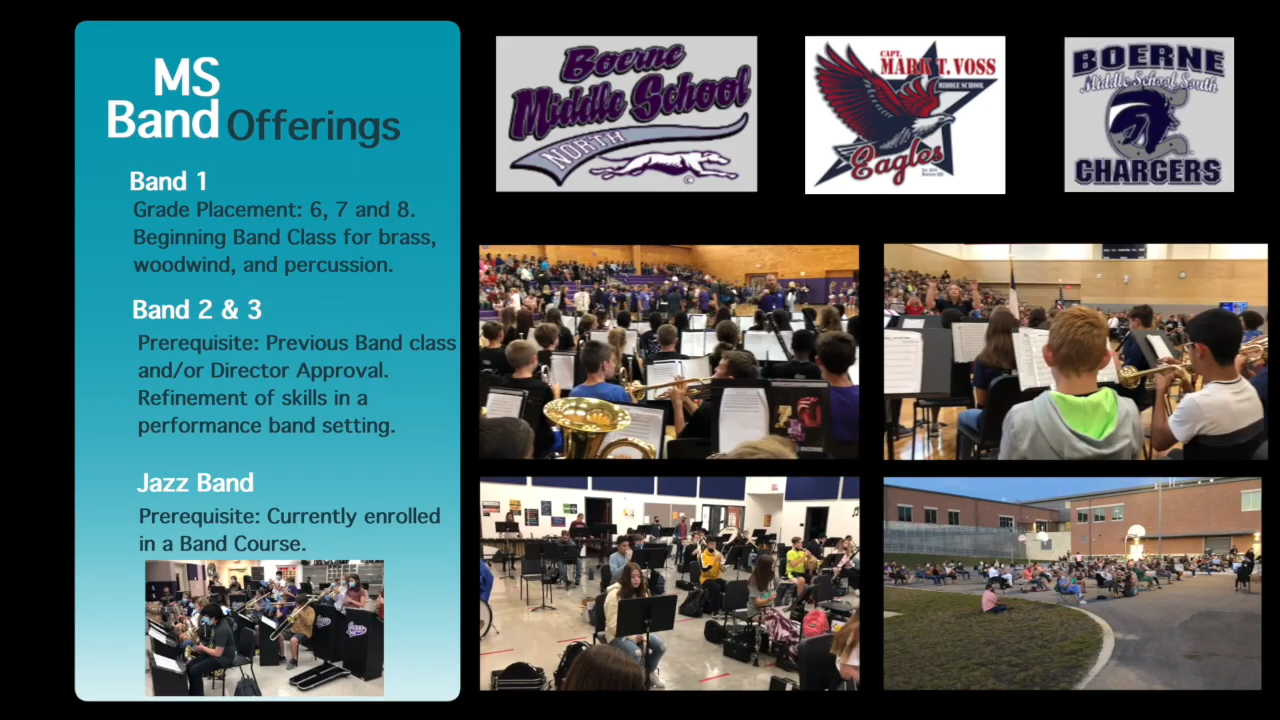 MS
Band Offerings
Band 1
Grade Placement: 6, 7 and 8.
Beginning Band Class for brass,
woodwind, and percussion.
Band 2 & 3
Prerequisite: Previous Band class
and/or Director Approval.
Refinement of skills in a
performance band setting.
Jazz Band
Prerequisite: Currently enrolled
in a Band Course.
Boerne
Middle School
NORTH
©
CAPT.
MARK T. VOSS
MIDDLE SCHOOL
Eagles
BOERNE
Middle School South
CHARGERS
Jazz